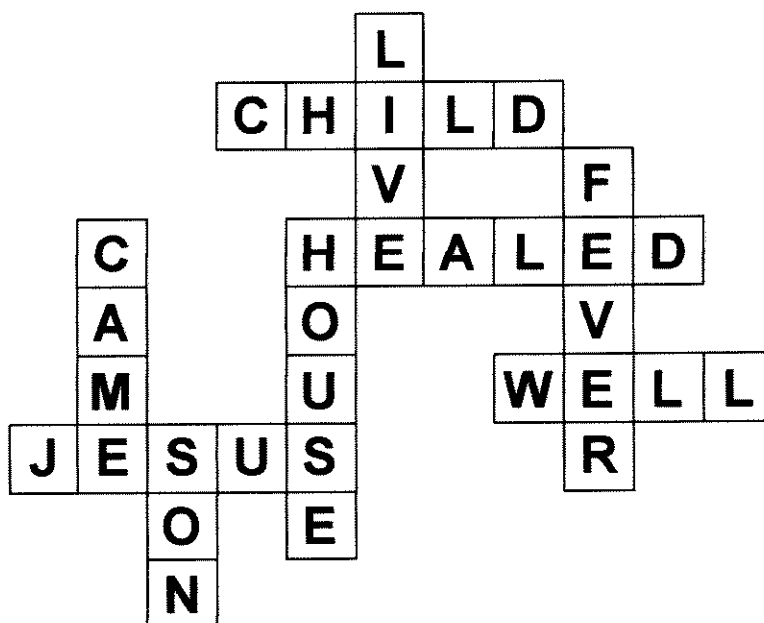 L
CHILD
V F
C HEALED
A O V
M U WELL
JESUS R
O E
N